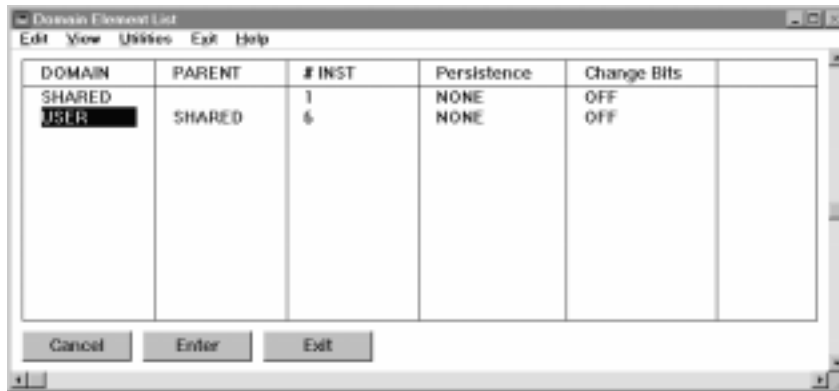 Domain Element List
Edit View Utilities Exit Help
DOMAIN PARENT # INST Persistence Change Bits
SHARED 1 NONE OFF
USER SHARED 6 NONE OFF
Cancel Enter Exit